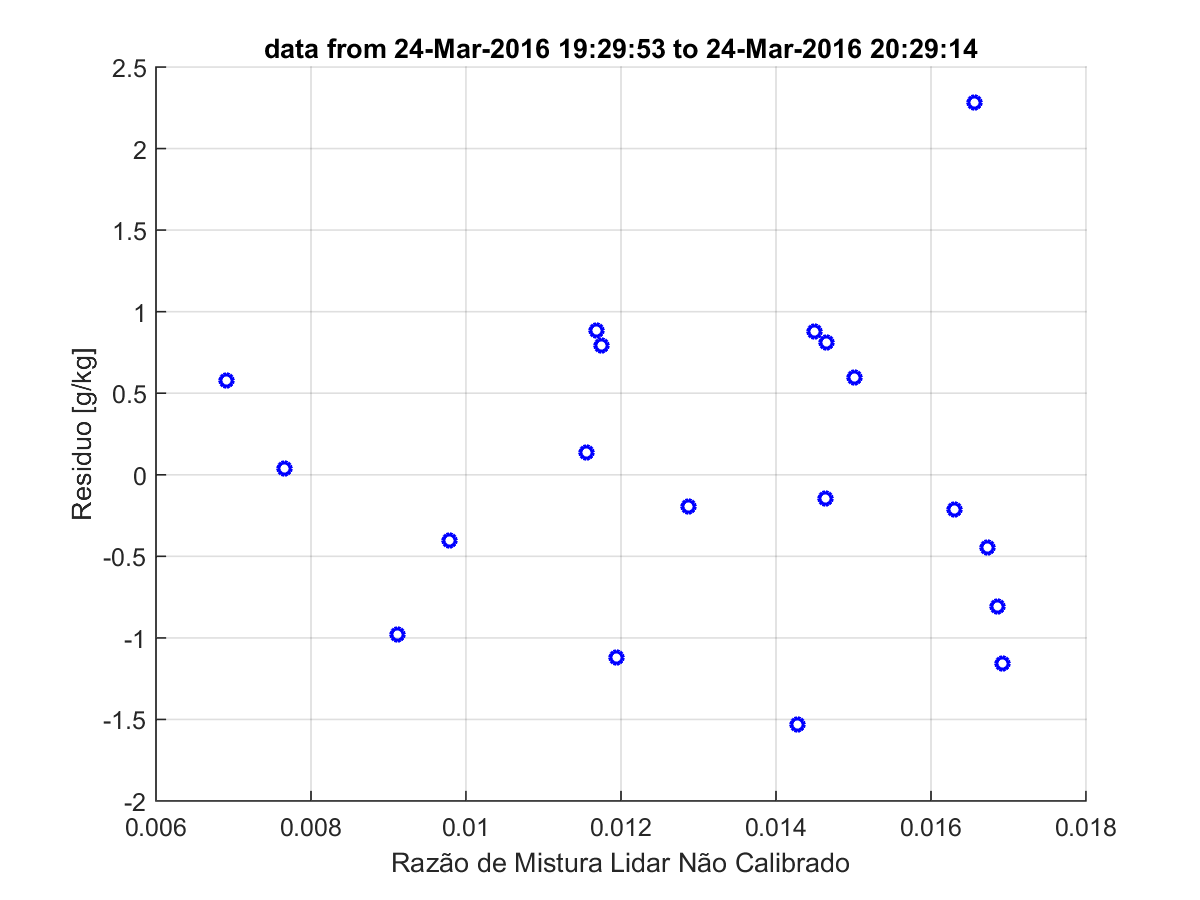 data from 24-Mar-2016 19:29:53 to 24-Mar-2016 20:29:14
2.5
2
1.5
1
0.5
0
-0.5
-1
-1.5
-2
Residuo [g/kg]
0.006 0.008 0.01 0.012 0.014 0.016 0.018
Razão de Mistura Lidar Não Calibrado